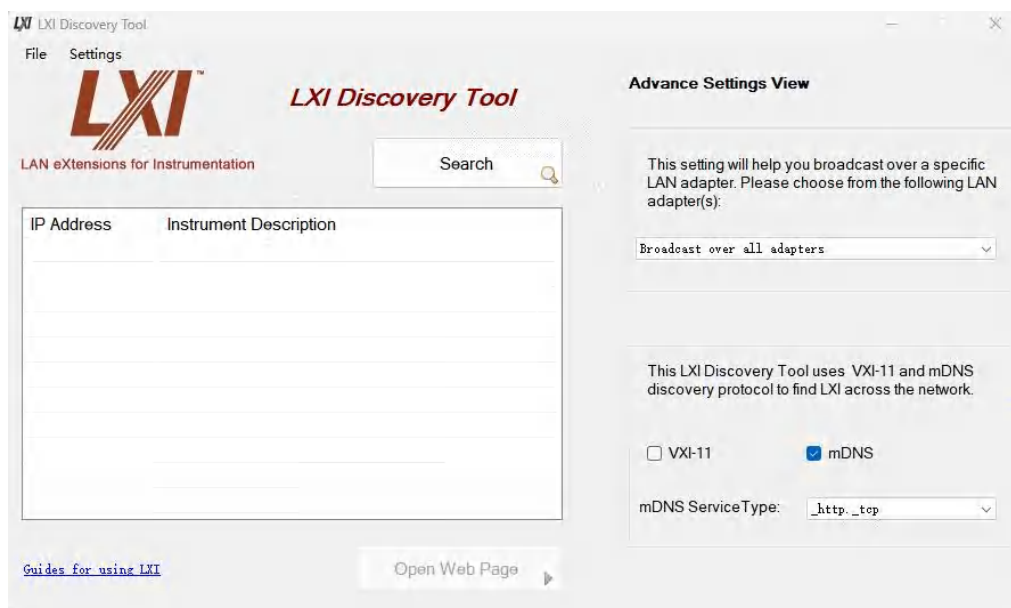 LXI LXI Discovery Tool
File Settings
LXI™
LAN eXtensions for Instrumentation
LXI Discovery Tool
Search
IP Address Instrument Description
Guides for using LXI
Open Web Page
Advance Settings View
This setting will help you broadcast over a specific
LAN adapter. Please choose from the following LAN
adapter(s):
Broadcast over all adapters
This LXI Discovery Tool uses VXI-11 and mDNS
discovery protocol to find LXI across the network.
VXI-11 mDNS
mDNS ServiceType: _http._tcp